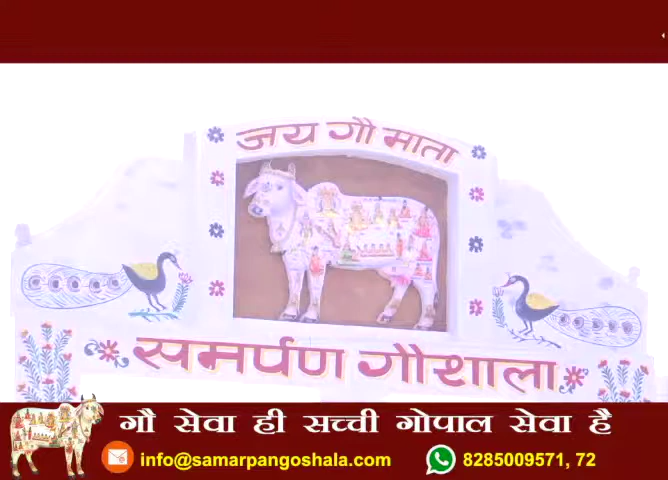 जय गौ माता
समर्पण गौशाला
गौ सेवा ही सच्ची गोपाल सेवा है
info@samarpangoshala.com
8285009571, 72